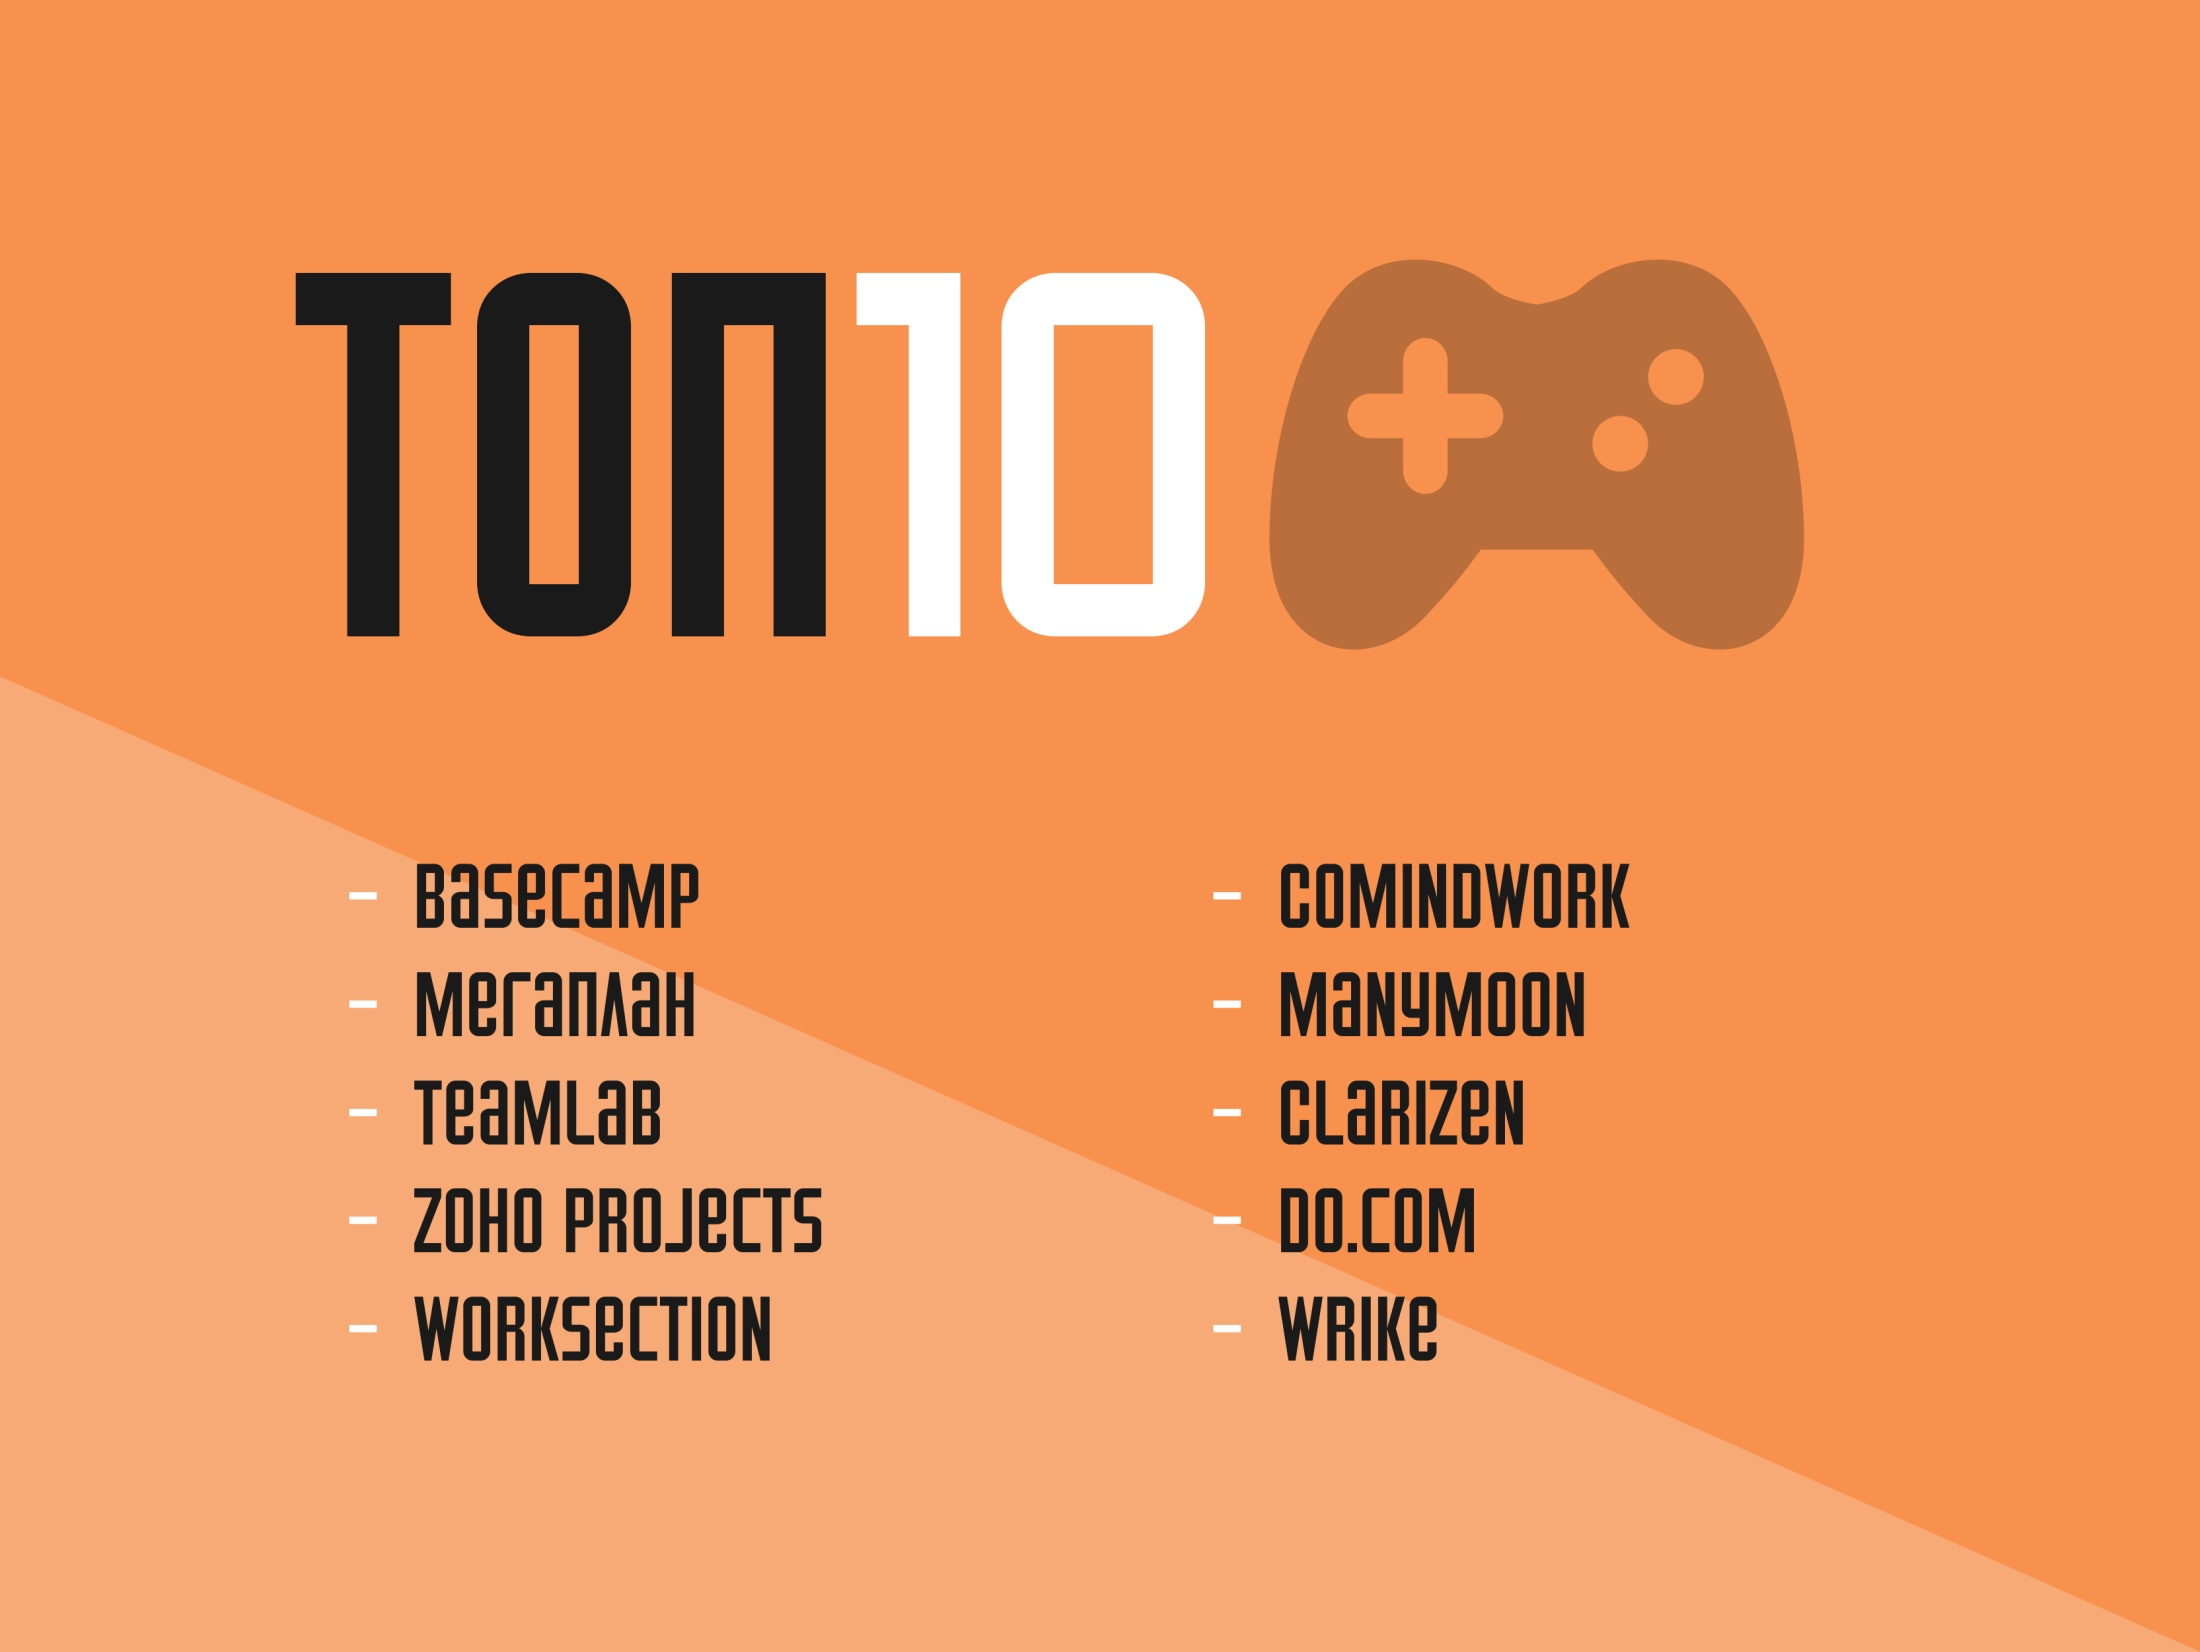 ТОП10
- Basecamp
- Мегаплан
- Teamlab
- Zoho Projects
- Worksection
- Comindwork
- Manymoon
- Clarizen
- Do.com
- Wrike